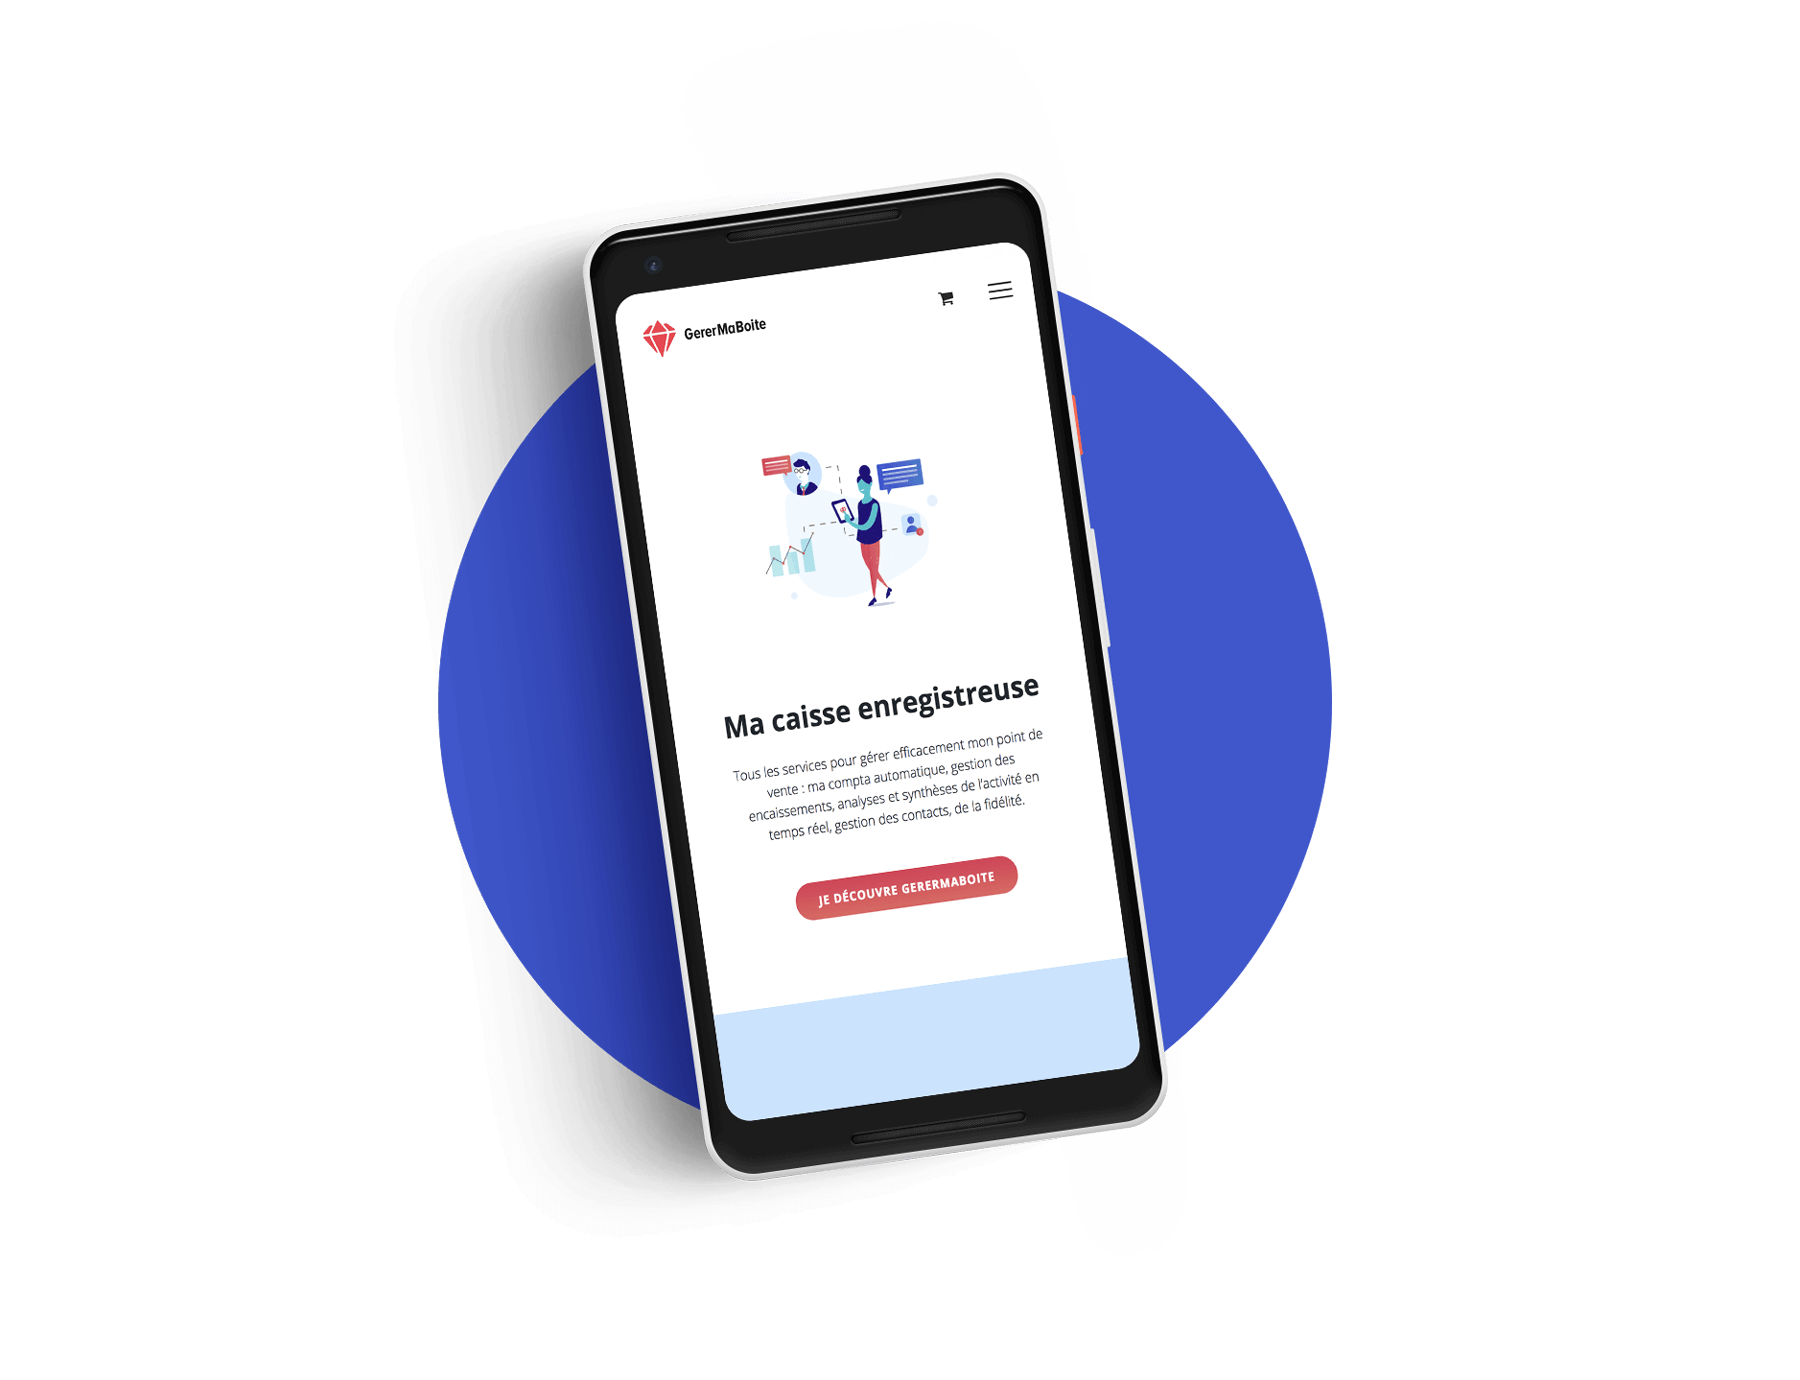 GererMaBoite
Ma caisse enregistreuse
Tous les services pour gérer efficacement mon point de
vente : ma compta automatique, gestion des
encaissements, analyses et synthèses de l'activité en
temps réel, gestion des contacts, de la fidélité.
JE DÉCOUVRE GERERMABOITE